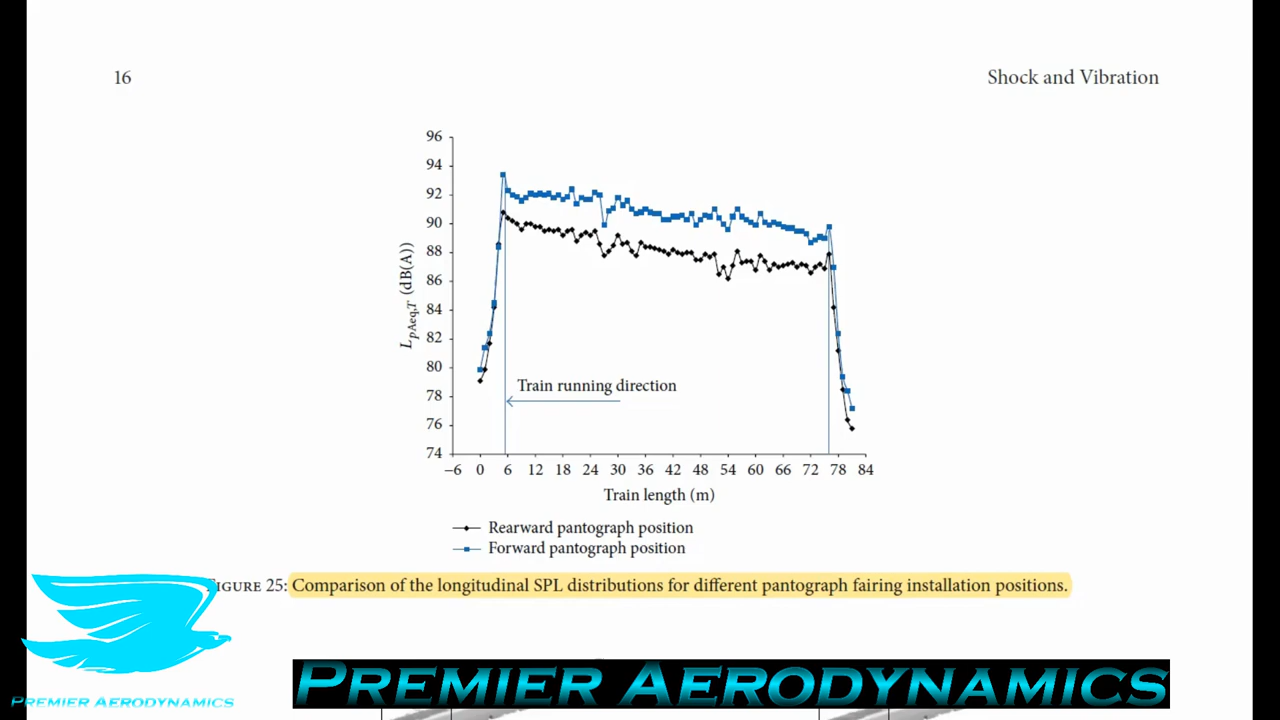 16
Shock and Vibration
96
94
92
90
88
86
84
82
80
78
76
74
LpAeq,T (dB(A))
Train running direction
−6 0 6 12 18 24 30 36 42 48 54 60 66 72 78 84
Train length (m)
Rearward pantograph position
Forward pantograph position
FIGURE 25: Comparison of the longitudinal SPL distributions for different pantograph fairing installation positions.
PREMIER AERODYNAMICS
PREMIER AERODYNAMICS